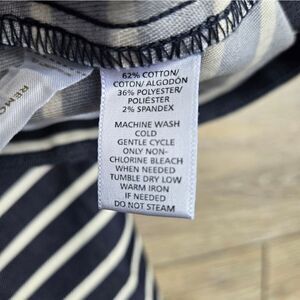 62% COTTON/
COTON/ ALGODÓN
36% POLYESTER/
POLIÉSTER
2% SPANDEX
MACHINE WASH
COLD
GENTLE CYCLE
ONLY NON-
CHLORINE BLEACH
WHEN NEEDED
TUMBLE DRY LOW
WARM IRON
IF NEEDED
DO NOT STEAM
REMO